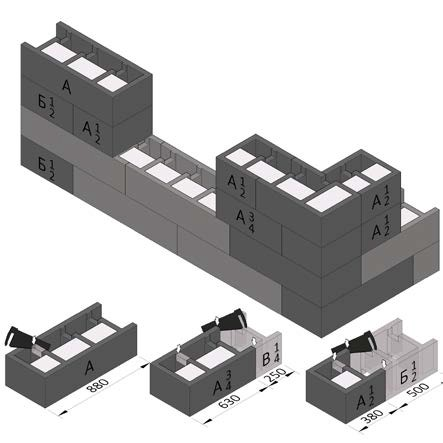 А
Б 1/2
А 1/2
Б 1/2
А 1/2
А 3/4
А 1/2
А 1/2
А
880
А 3/4
В 1/4
630
250
А 1/2
Б 1/2
380
500